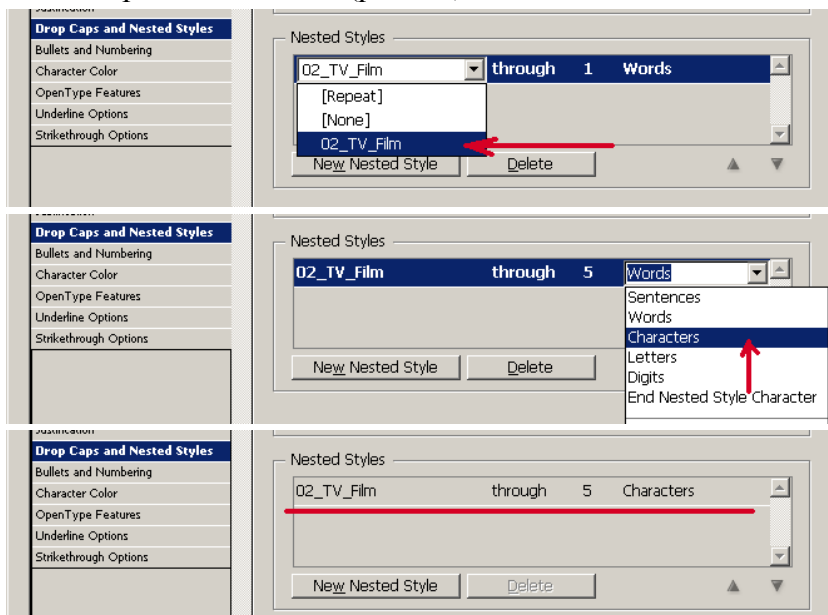 Drop Caps and Nested Styles
Bullets and Numbering
Character Color
OpenType Features
Underline Options
Strikethrough Options
Nested Styles
02_TV_Film through 1 Words
[Repeat]
[None]
02_TV_Film
New Nested Style Delete
Drop Caps and Nested Styles
Bullets and Numbering
Character Color
OpenType Features
Underline Options
Strikethrough Options
Nested Styles
02_TV_Film through 5 Words
Sentences
Words
Characters
Letters
Digits
End Nested Style Character
New Nested Style Delete
Drop Caps and Nested Styles
Bullets and Numbering
Character Color
OpenType Features
Underline Options
Strikethrough Options
Nested Styles
02_TV_Film through 5 Characters
New Nested Style Delete